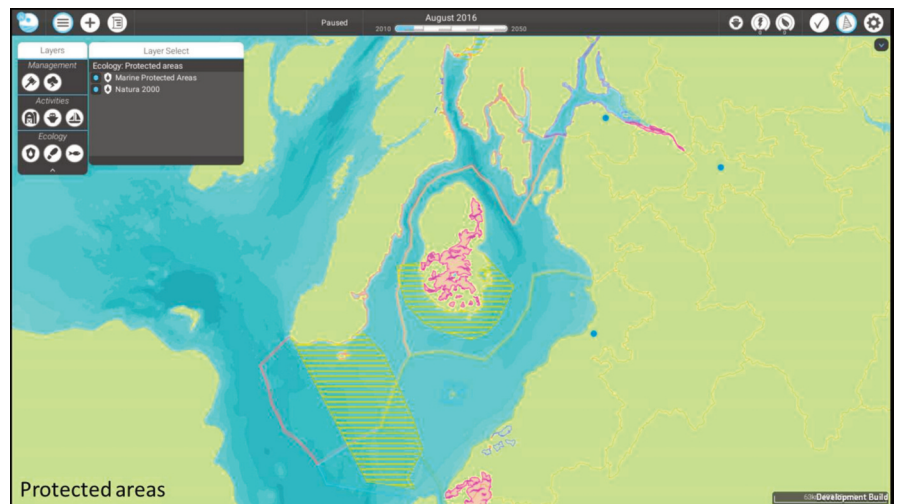 Paused
August 2016
2010
2050
Layers
Management
Activities
Ecology
Layer Select
Ecology: Protected areas
Marine Protected Areas
Natura 2000
Protected areas
Development Build